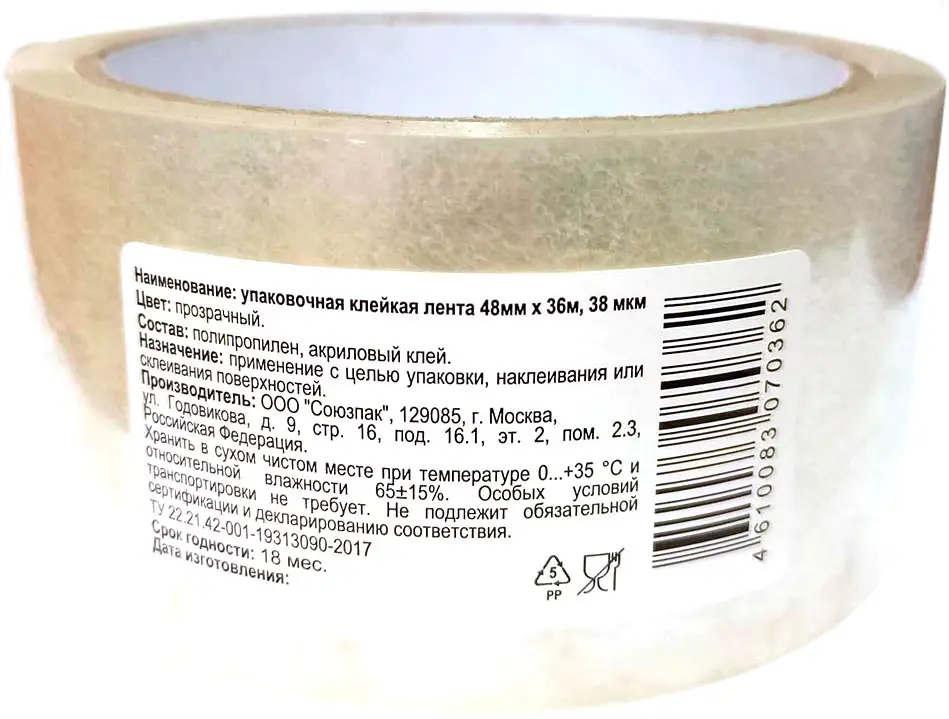 Наименование: упаковочная клейкая лента 48мм х 36м, 38 мкм
Цвет: прозрачный.
Состав: полипропилен, акриловый клей.
Назначение: применение с целью упаковки, наклеивания или
склеивания поверхностей.
Производитель: ООО "Союзпак", 129085, г. Москва,
ул. Годовикова, д. 9, стр. 16, под. 16.1, эт. 2, пом. 2.3,
Российская Федерация.
Хранить в сухом чистом месте при температуре 0...+35 °С и
относительной влажности 65±15%. Особых условий
транспортировки не требует. Не подлежит обязательной
сертификации и декларированию соответствия.
ТУ 22.21.42-001-19313090-2017
Срок годности: 18 мес.
Дата изготовления:
5
PP
4 610083 070362